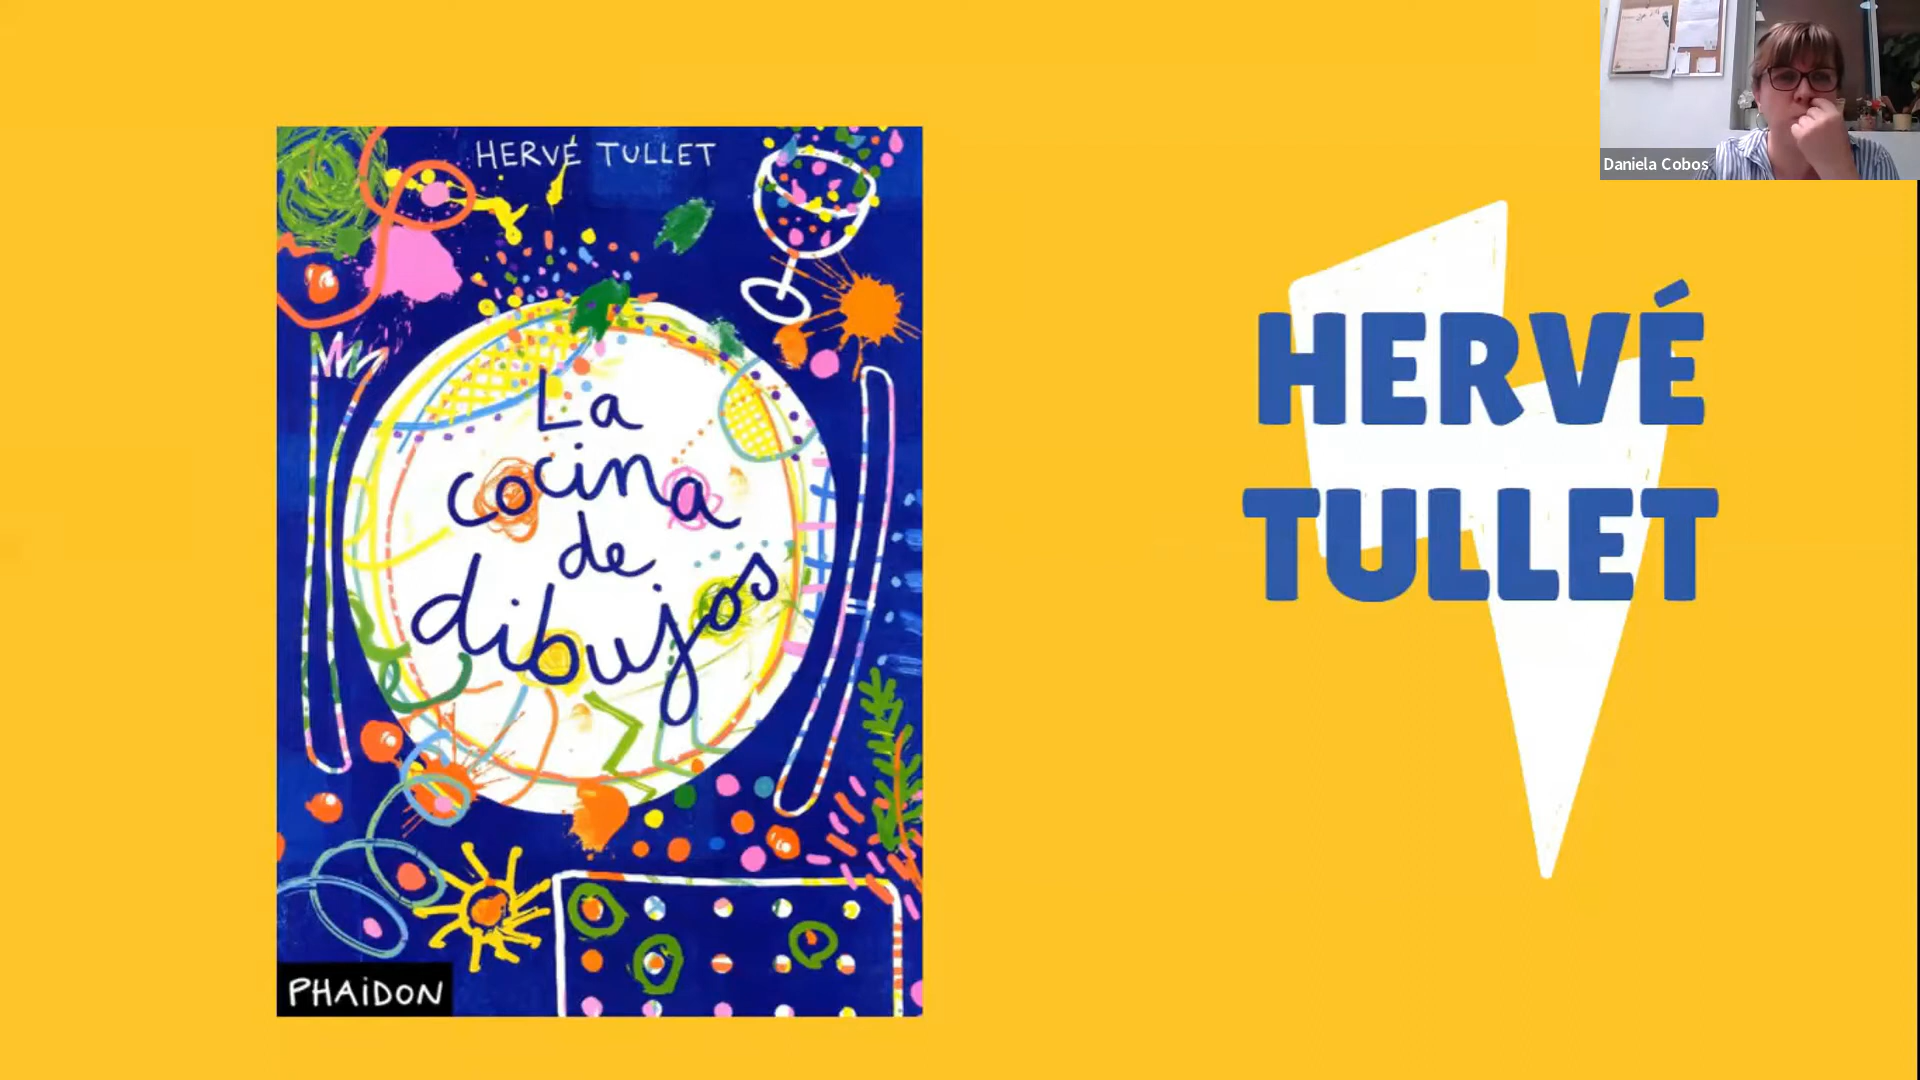 HERVÉ TULLET
La
cocina
de
dibujos
PHAIDON
HERVÉ
TULLET
Daniela Cobos